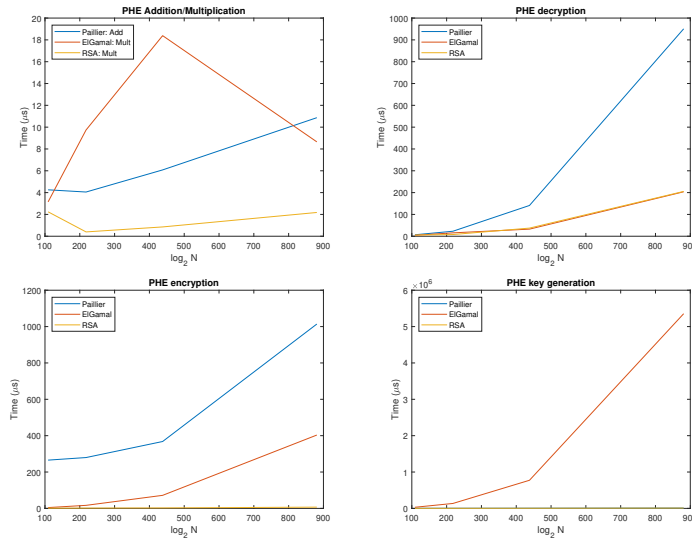 PHE Addition/Multiplication
20
18
16
14
12
10
8
6
4
2
0
Time (μs)
Paillier: Add
ElGamal: Mult
RSA: Mult
100 200 300 400 500 600 700 800 900
log2 N
PHE decryption
1000
900
800
700
600
500
400
300
200
100
0
Time (μs)
Paillier
ElGamal
RSA
100 200 300 400 500 600 700 800 900
log2 N
PHE encryption
1200
1000
800
600
400
200
0
Time (μs)
Paillier
ElGamal
RSA
100 200 300 400 500 600 700 800 900
log2 N
PHE key generation
×10^6
6
5
4
3
2
1
0
Time (μs)
Paillier
ElGamal
RSA
100 200 300 400 500 600 700 800 900
log2 N